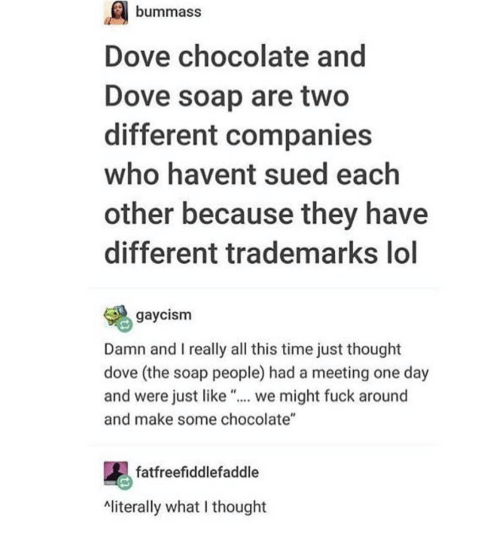 bummass
Dove chocolate and
Dove soap are two
different companies
who havent sued each
other because they have
different trademarks lol
gaycism
Damn and I really all this time just thought
dove (the soap people) had a meeting one day
and were just like ".... we might fuck around
and make some chocolate"
fatfreefiddlefaddle
^literally what I thought